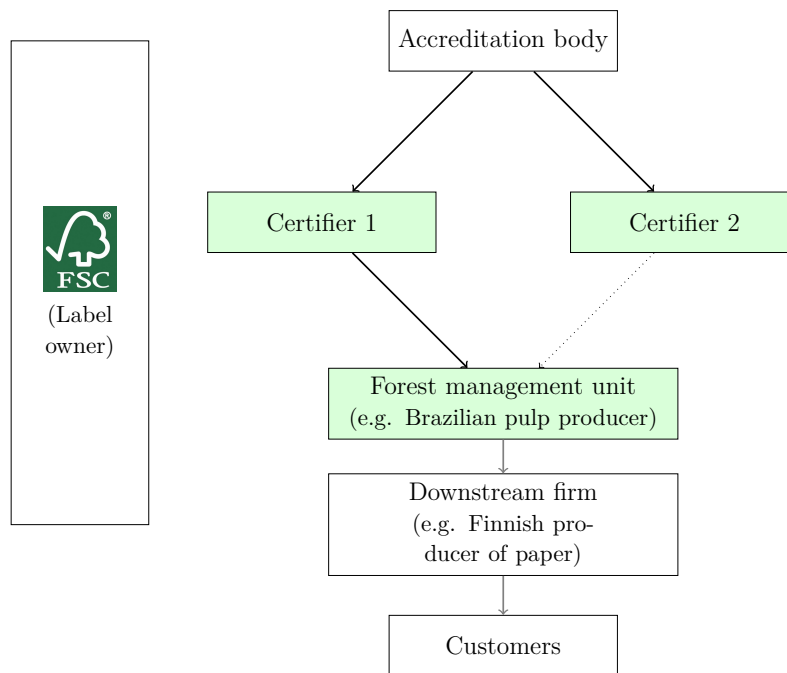 Accreditation body
Certifier 1
Certifier 2
®
FSC
(Label
owner)
Forest management unit
(e.g. Brazilian pulp producer)
Downstream firm
(e.g. Finnish pro-
ducer of paper)
Customers